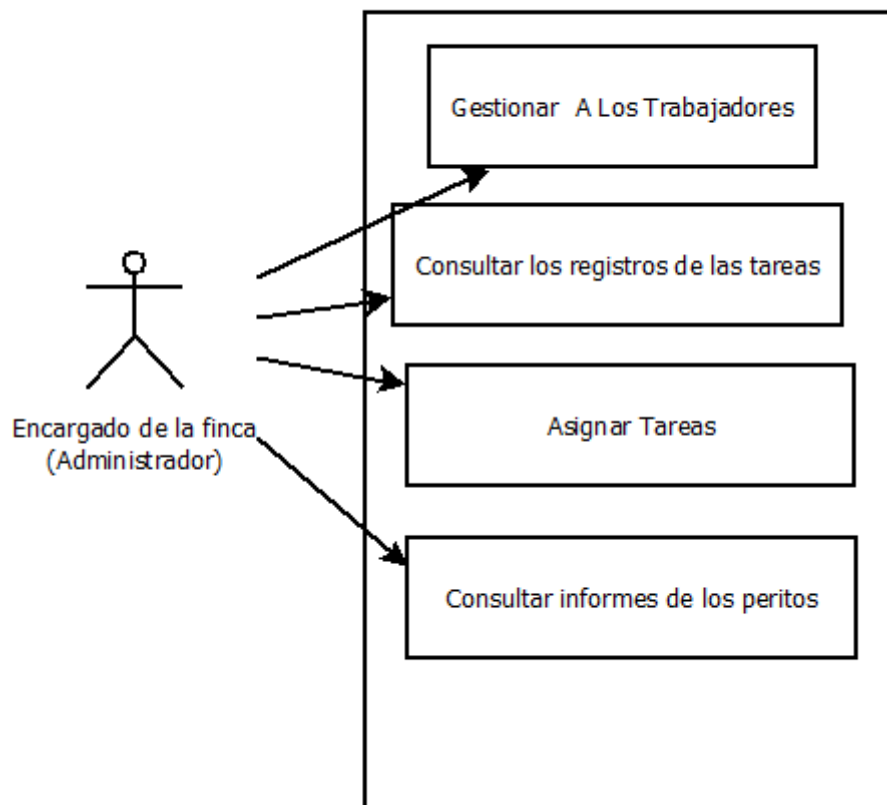 Gestionar  A Los Trabajadores
Consultar los registros de las tareas
Asignar Tareas
Encargado de la finca
(Administrador)
Consultar informes de los peritos